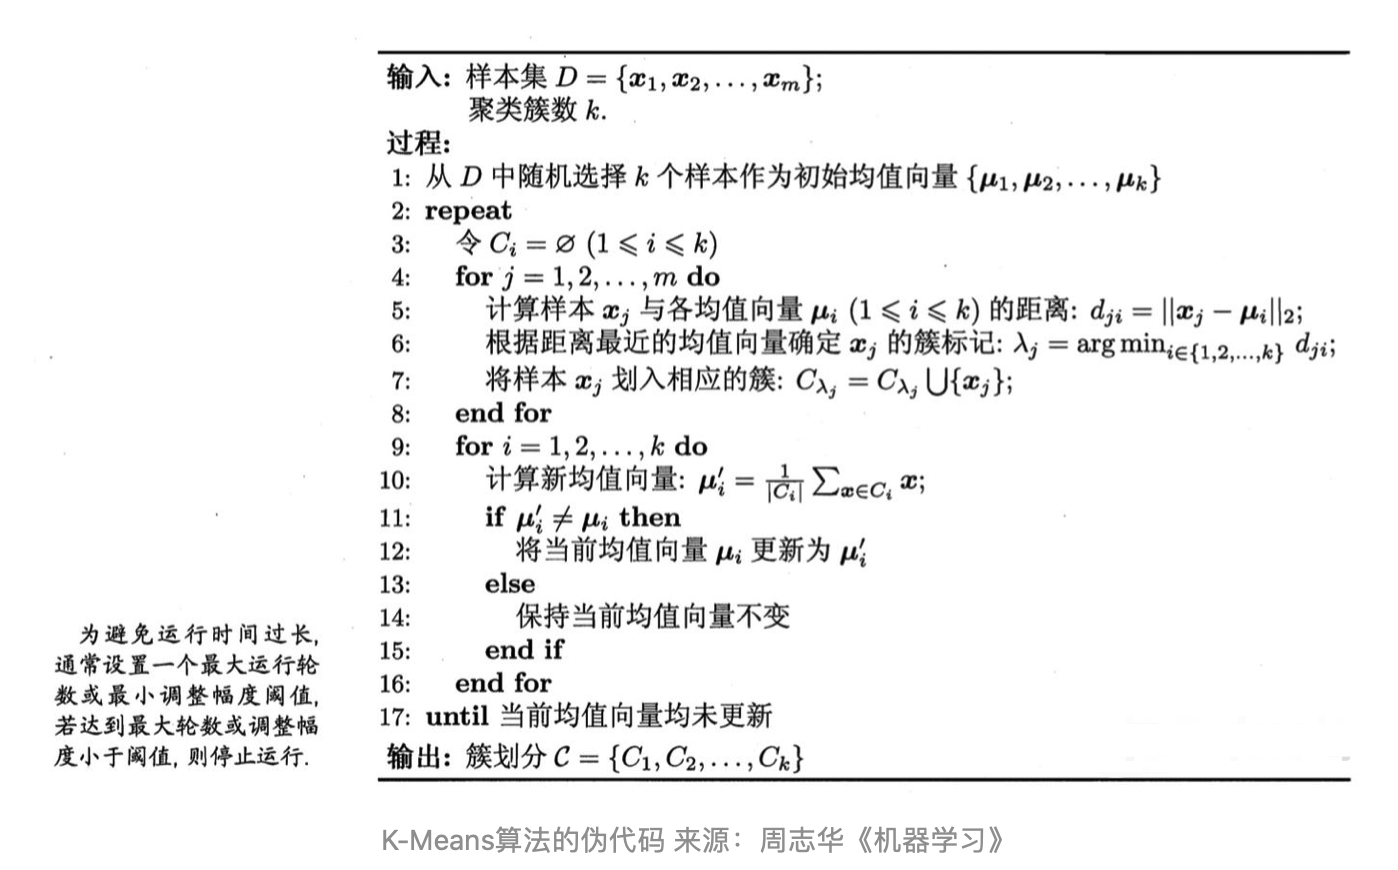 输入: 样本集 D = {x₁, x₂, . . . , xₘ};
聚类簇数 k.
过程:
1: 从 D 中随机选择 k 个样本作为初始均值向量 {μ₁, μ₂, . . . , μₖ}
2: repeat
3: 令 Cᵢ = ∅ (1 ⩽ i ⩽ k)
4: for j = 1, 2, . . . , m do
5: 计算样本 xⱼ 与各均值向量 μᵢ (1 ⩽ i ⩽ k) 的距离: dⱼᵢ = ||xⱼ − μᵢ||₂;
6: 根据距离最近的均值向量确定 xⱼ 的簇标记: λⱼ = arg min_{i∈{1,2,...,k}} dⱼᵢ;
7: 将样本 xⱼ 划入相应的簇: C_{λⱼ} = C_{λⱼ} ⋃{xⱼ};
8: end for
9: for i = 1, 2, . . . , k do
10: 计算新均值向量: μ′ᵢ = 1/|Cᵢ| ∑_{x∈Cᵢ} x;
11: if μ′ᵢ ≠ μᵢ then
12: 将当前均值向量 μᵢ 更新为 μ′ᵢ
13: else
14: 保持当前均值向量不变
15: end if
16: end for
17: until 当前均值向量均未更新
输出: 簇划分 C = {C₁, C₂, . . . , Cₖ}
为避免运行时间过长,
通常设置一个最大运行轮
数或最小调整幅度阈值,
若达到最大轮数或调整幅
度小于阈值, 则停止运行.
K-Means算法的伪代码 来源：周志华《机器学习》